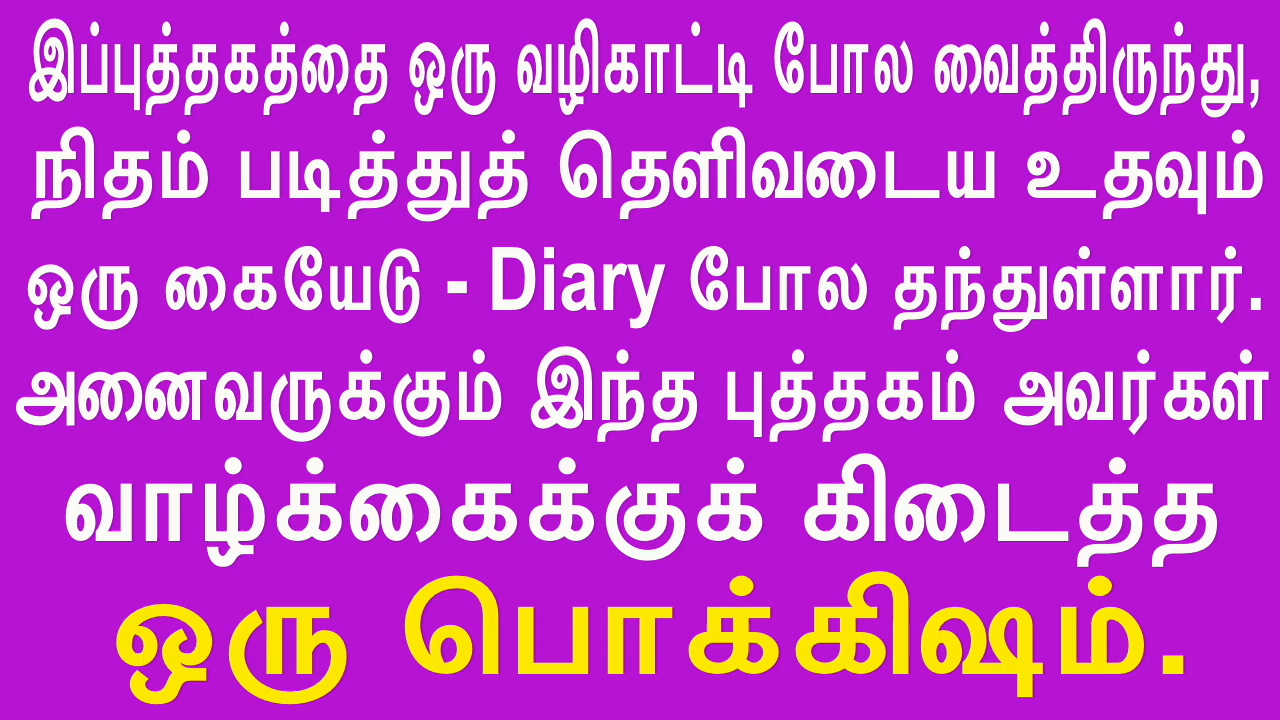 இப்புத்தகத்தை ஒரு வழிகாட்டி போல வைத்திருந்து,
நிதம் படித்துத் தெளிவடைய உதவும்
ஒரு கையேடு - Diary போல தந்துள்ளார்.
அனைவருக்கும் இந்த புத்தகம் அவர்கள்
வாழ்க்கைக்குக் கிடைத்த
ஒரு பொக்கிஷம்.